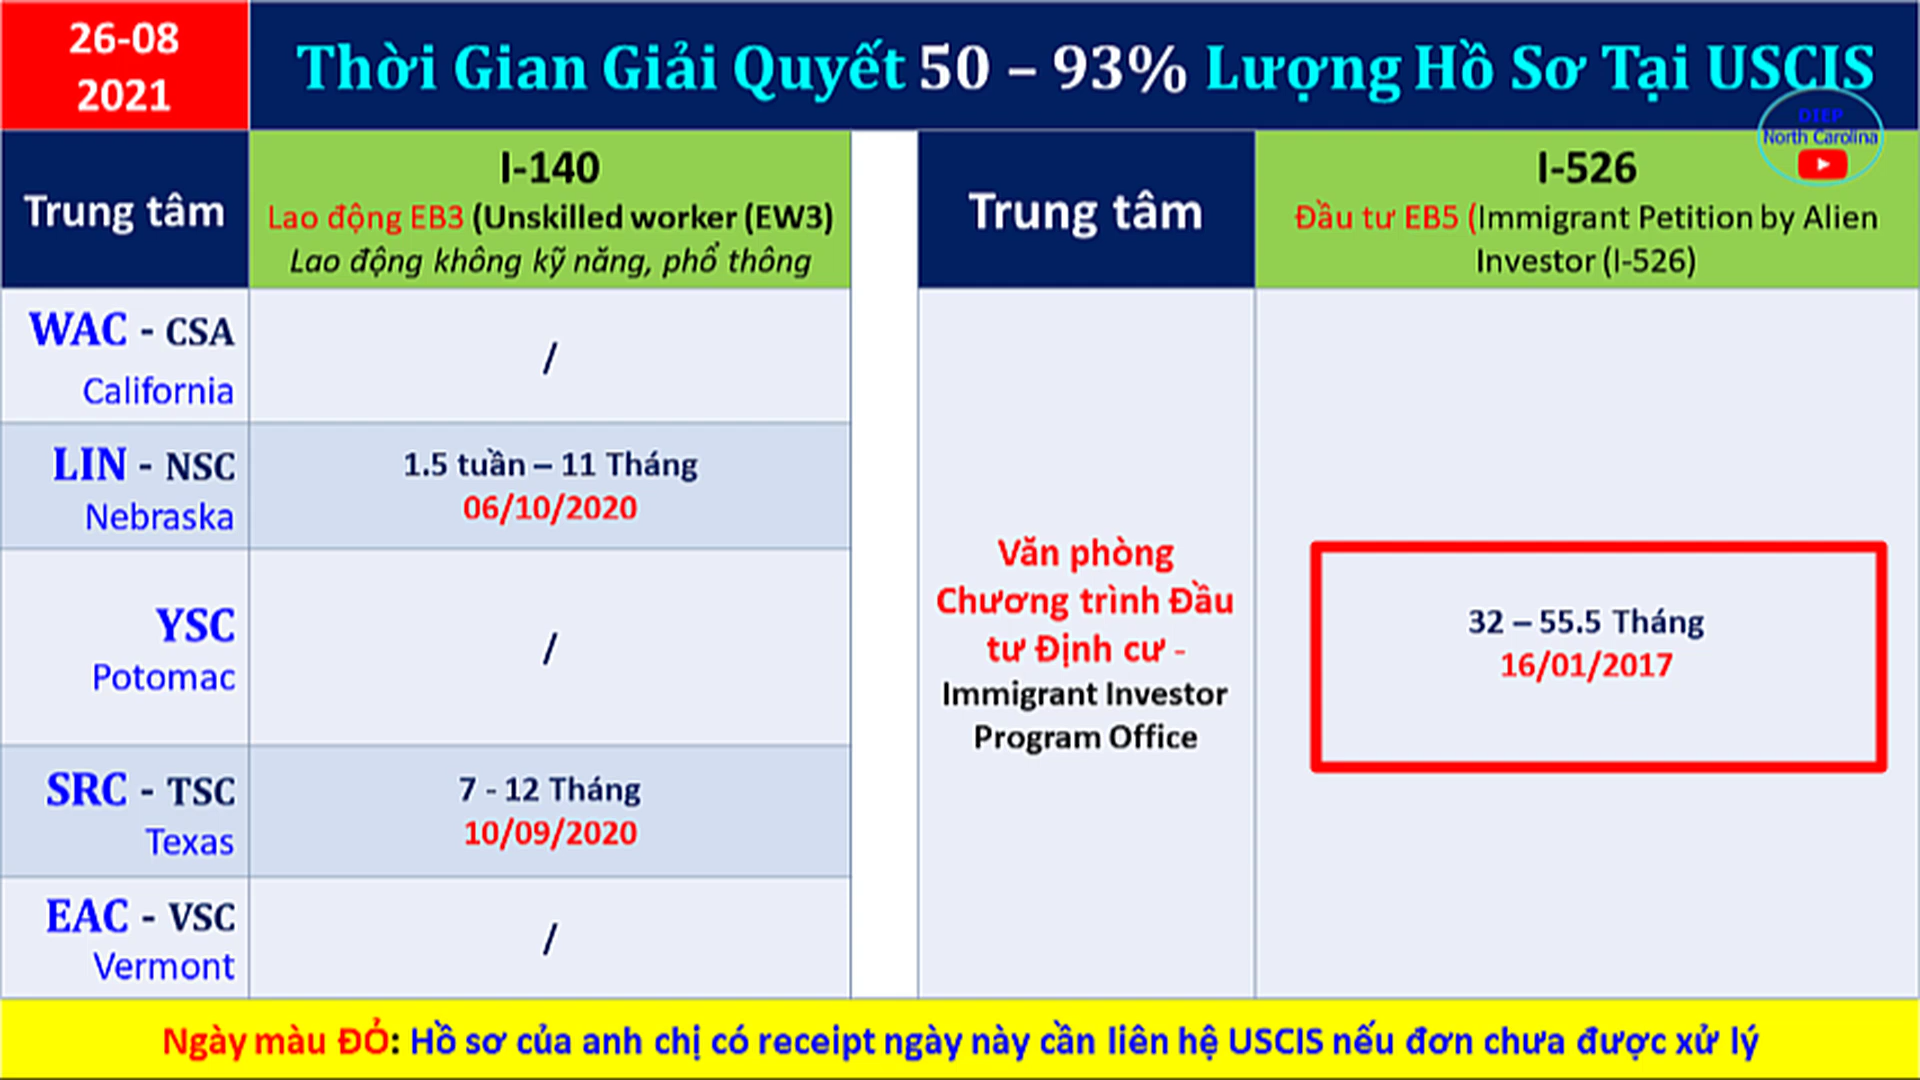 26-08
2021
Thời Gian Giải Quyết 50 – 93% Lượng Hồ Sơ Tại USCIS
DIEP
North Carolina
Trung tâm
I-140
Lao động EB3 (Unskilled worker (EW3)
Lao động không kỹ năng, phổ thông
Trung tâm
I-526
Đầu tư EB5 (Immigrant Petition by Alien
Investor (I-526)
WAC - CSA
California
/
LIN - NSC
Nebraska
1.5 tuần – 11 Tháng
06/10/2020
YSC
Potomac
/
SRC - TSC
Texas
7 - 12 Tháng
10/09/2020
EAC - VSC
Vermont
/
Văn phòng
Chương trình Đầu
tư Định cư -
Immigrant Investor
Program Office
32 – 55.5 Tháng
16/01/2017
Ngày màu ĐỎ: Hồ sơ của anh chị có receipt ngày này cần liên hệ USCIS nếu đơn chưa được xử lý